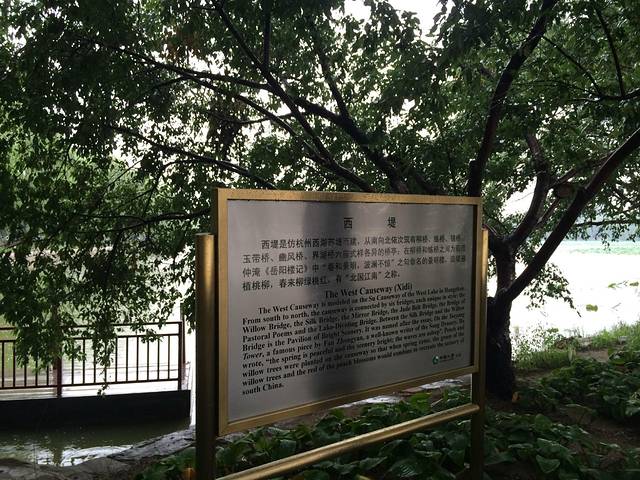 西 堤
西堤是仿杭州西湖苏堤而建，从南向北依次筑有柳桥、练桥、镜桥、
玉带桥、豳风桥、界湖桥六座式样各异的桥亭；在柳桥和练桥之间为取范
仲淹《岳阳楼记》中“春和景明，波澜不惊”之句命名的景明楼。沿堤遍
植桃柳，春来柳绿桃红，有“北国江南”之称。
The West Causeway (Xidi)
The West Causeway is modeled on the Su Causeway of the West Lake in Hangzhou.
From south to north, the causeway is connected by six bridges, each unique in style: the
Willow Bridge, the Silk Bridge, the Mirror Bridge, the Jade Belt Bridge, the Bridge of
Pastoral Poems and the Lake-Dividing Bridge. Between the Silk Bridge and the Willow
Bridge is the Pavilion of Bright Scenery. It was named after the essay Yueyang
Tower, a famous piece by Fan Zhongyan, a well-known writer of the Song Dynasty. He
wrote, "the spring is peaceful and the scenery bright; the waves are calm". Peach and
willow trees were planted on the causeway so that when spring came, the green of the
willow trees and the red of the peach blossoms would combine to create the scenery of
south China.